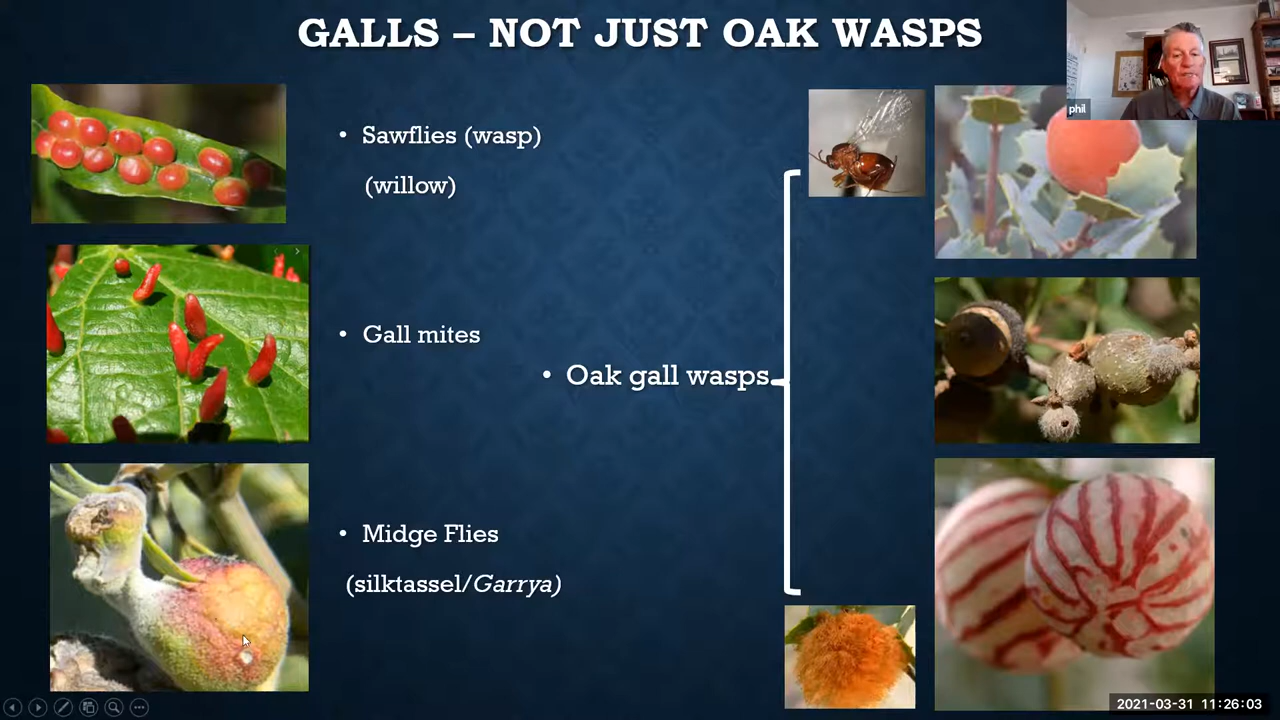 GALLS – NOT JUST OAK WASPS
phil
• Sawflies (wasp)
(willow)
• Gall mites
• Oak gall wasps
• Midge Flies
(silktassel/Garrya)
2021-03-31 11:26:03